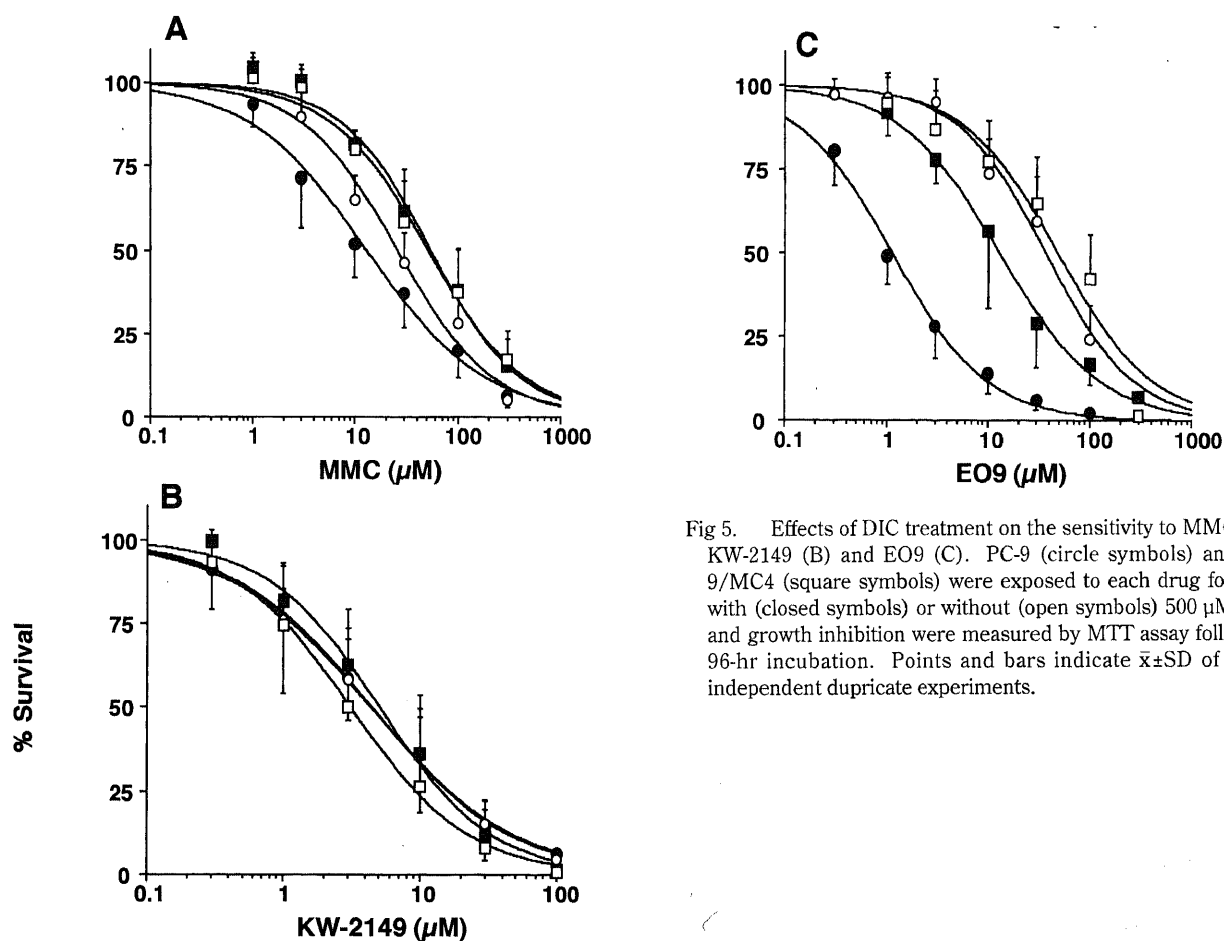 A
100
75
50
25
0
0.1 1 10 100 1000
MMC (µM)
B
100
75
50
25
0
0.1 1 10 100
KW-2149 (µM)
% Survival
C
100
75
50
25
0
0.1 1 10 100 1000
EO9 (µM)
Fig 5. Effects of DIC treatment on the sensitivity to
KW-2149 (B) and EO9 (C). PC-9 (circle symbols)
9/MC4 (square symbols) were exposed to each drug
with (closed symbols) or without (open symbols) 500
and growth inhibition were measured by MTT assay
96-hr incubation. Points and bars indicate x̄±SD of
independent dupricate experiments.